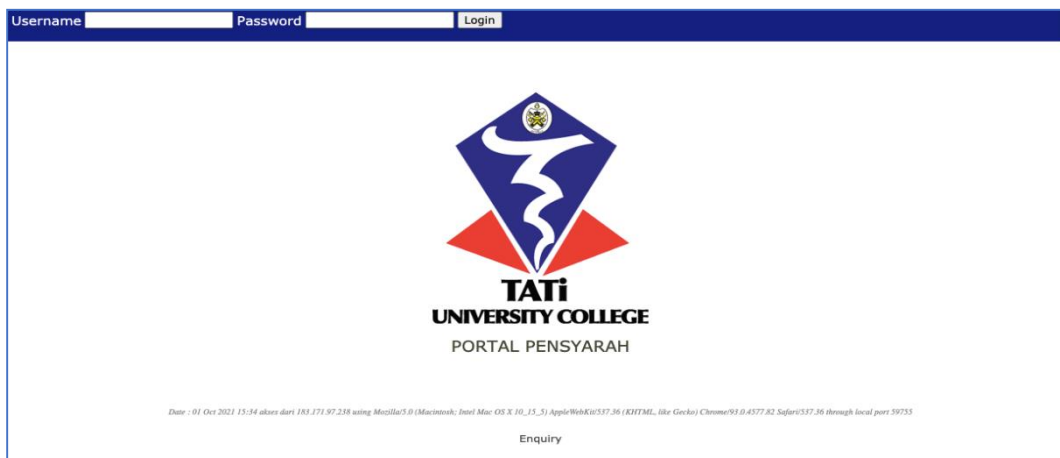 Username Password Login
TATi
UNIVERSITY COLLEGE
PORTAL PENSYARAH
Date : 01 Oct 2021 15:34 akses dari 183.171.97.238 using Mozilla/5.0 (Macintosh; Intel Mac OS X 10_15_5) AppleWebKit/537.36 (KHTML, like Gecko) Chrome/93.0.4577.82 Safari/537.36 through local port 59755
Enquiry